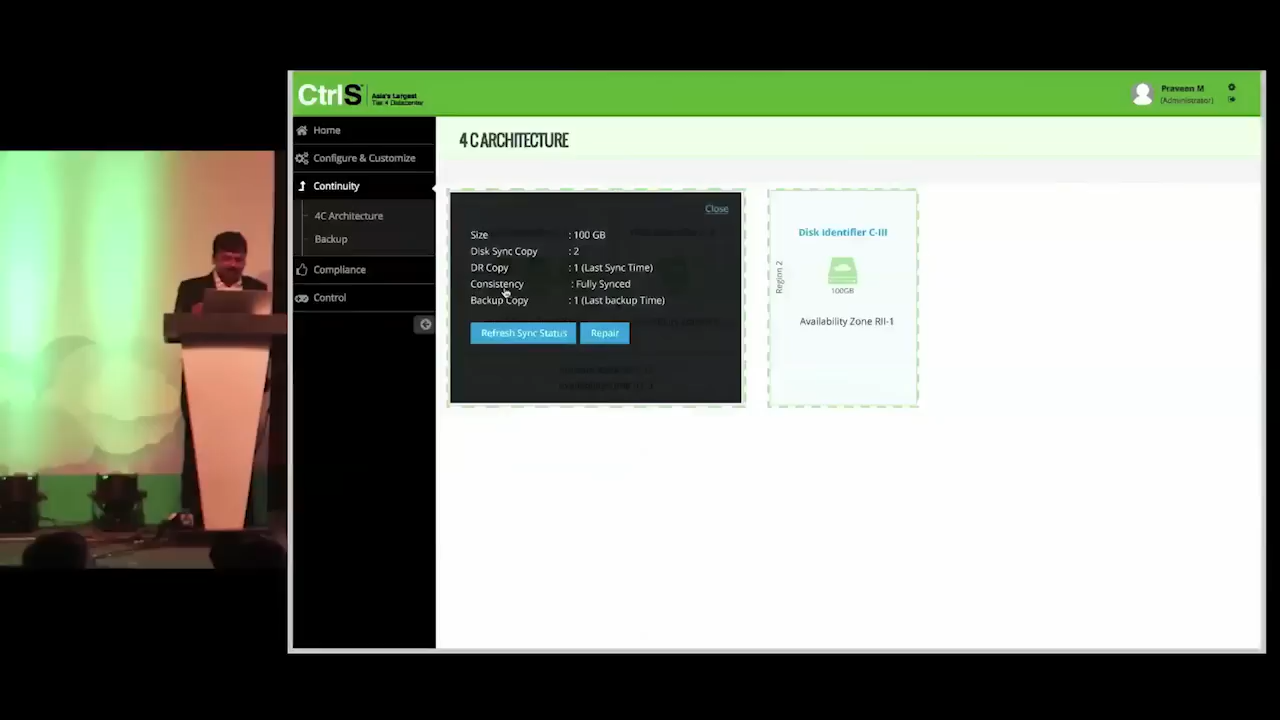 CtrlS
Asia's Largest
Tier 4 Datacenter
Praveen M
(Administrator)
Home
Configure & Customize
Continuity
4C Architecture
Backup
Compliance
Control
4 C ARCHITECTURE
Close
Size : 100 GB
Disk Sync Copy : 2
DR Copy : 1 (Last Sync Time)
Consistency : Fully Synced
Backup Copy : 1 (Last backup Time)
Refresh Sync Status
Repair
Region 2
Disk Identifier C-III
100GB
Availability Zone RII-1